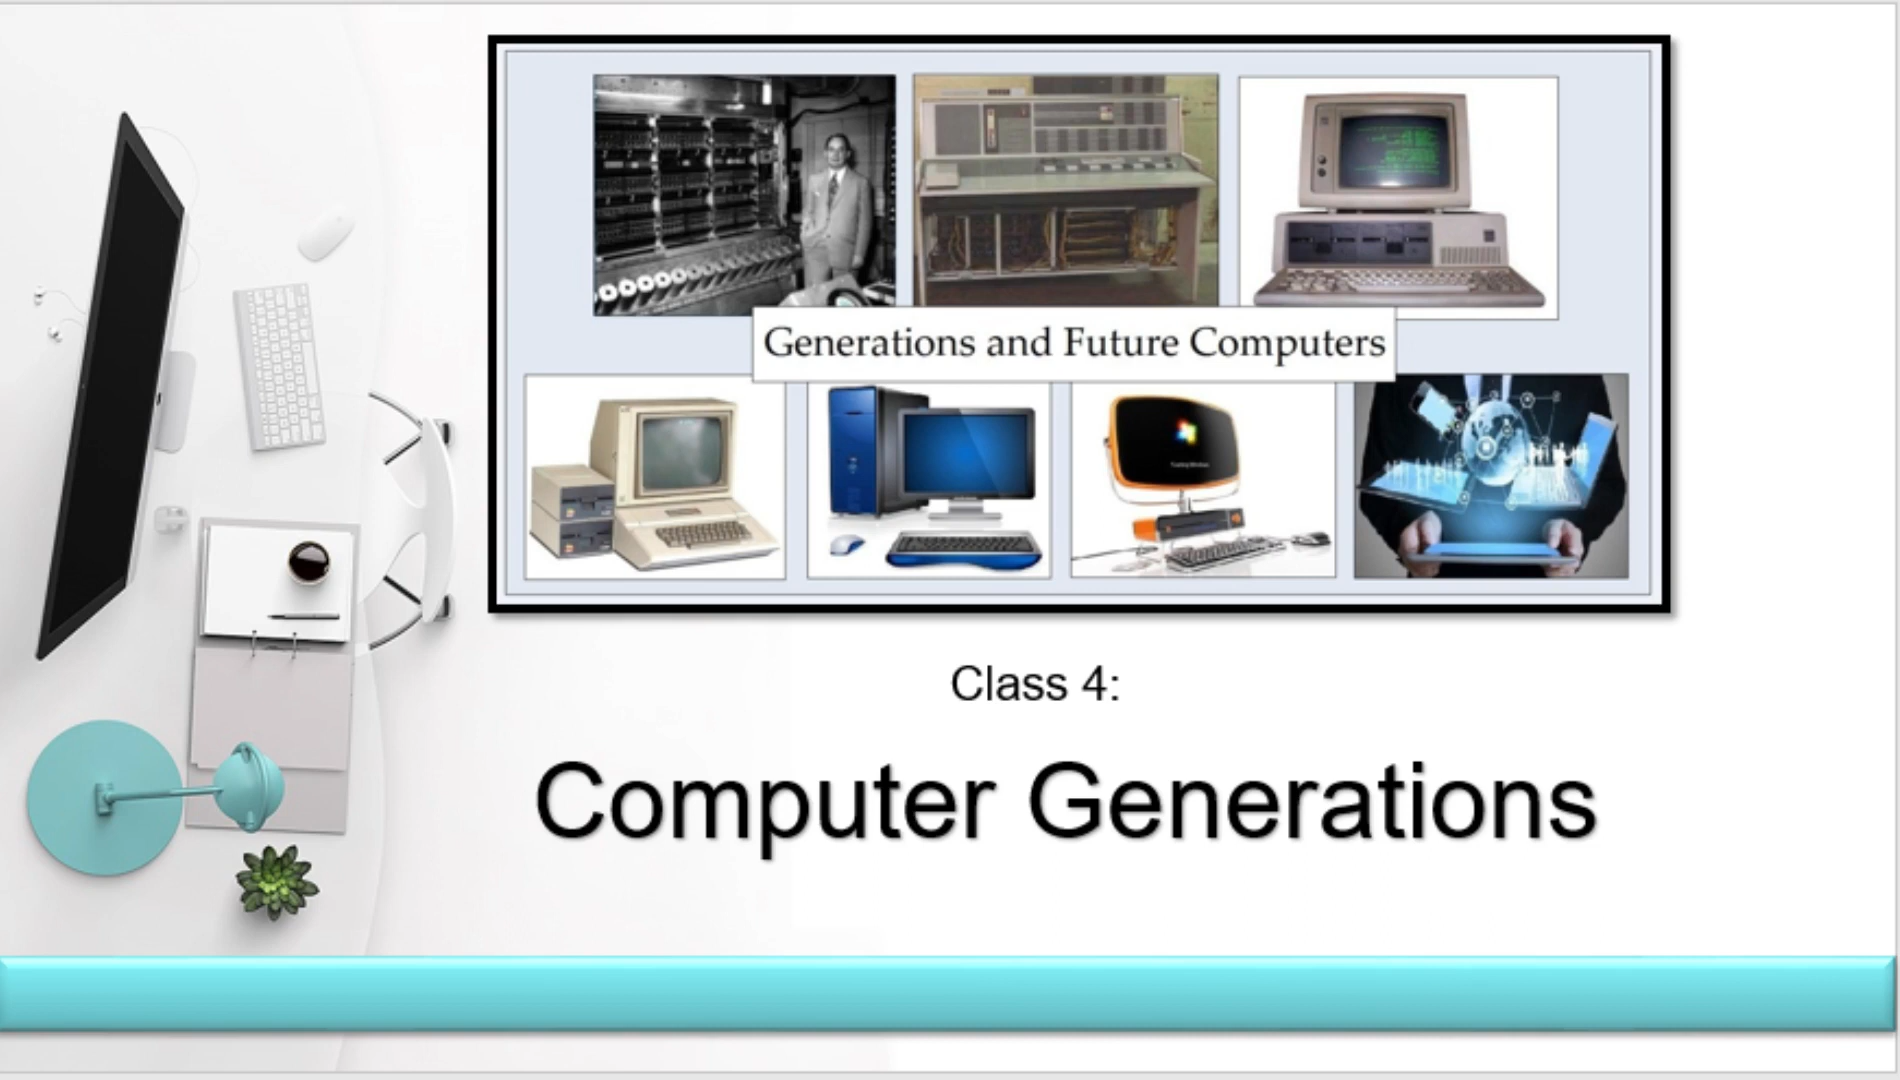 Generations and Future Computers
Class 4:
Computer Generations